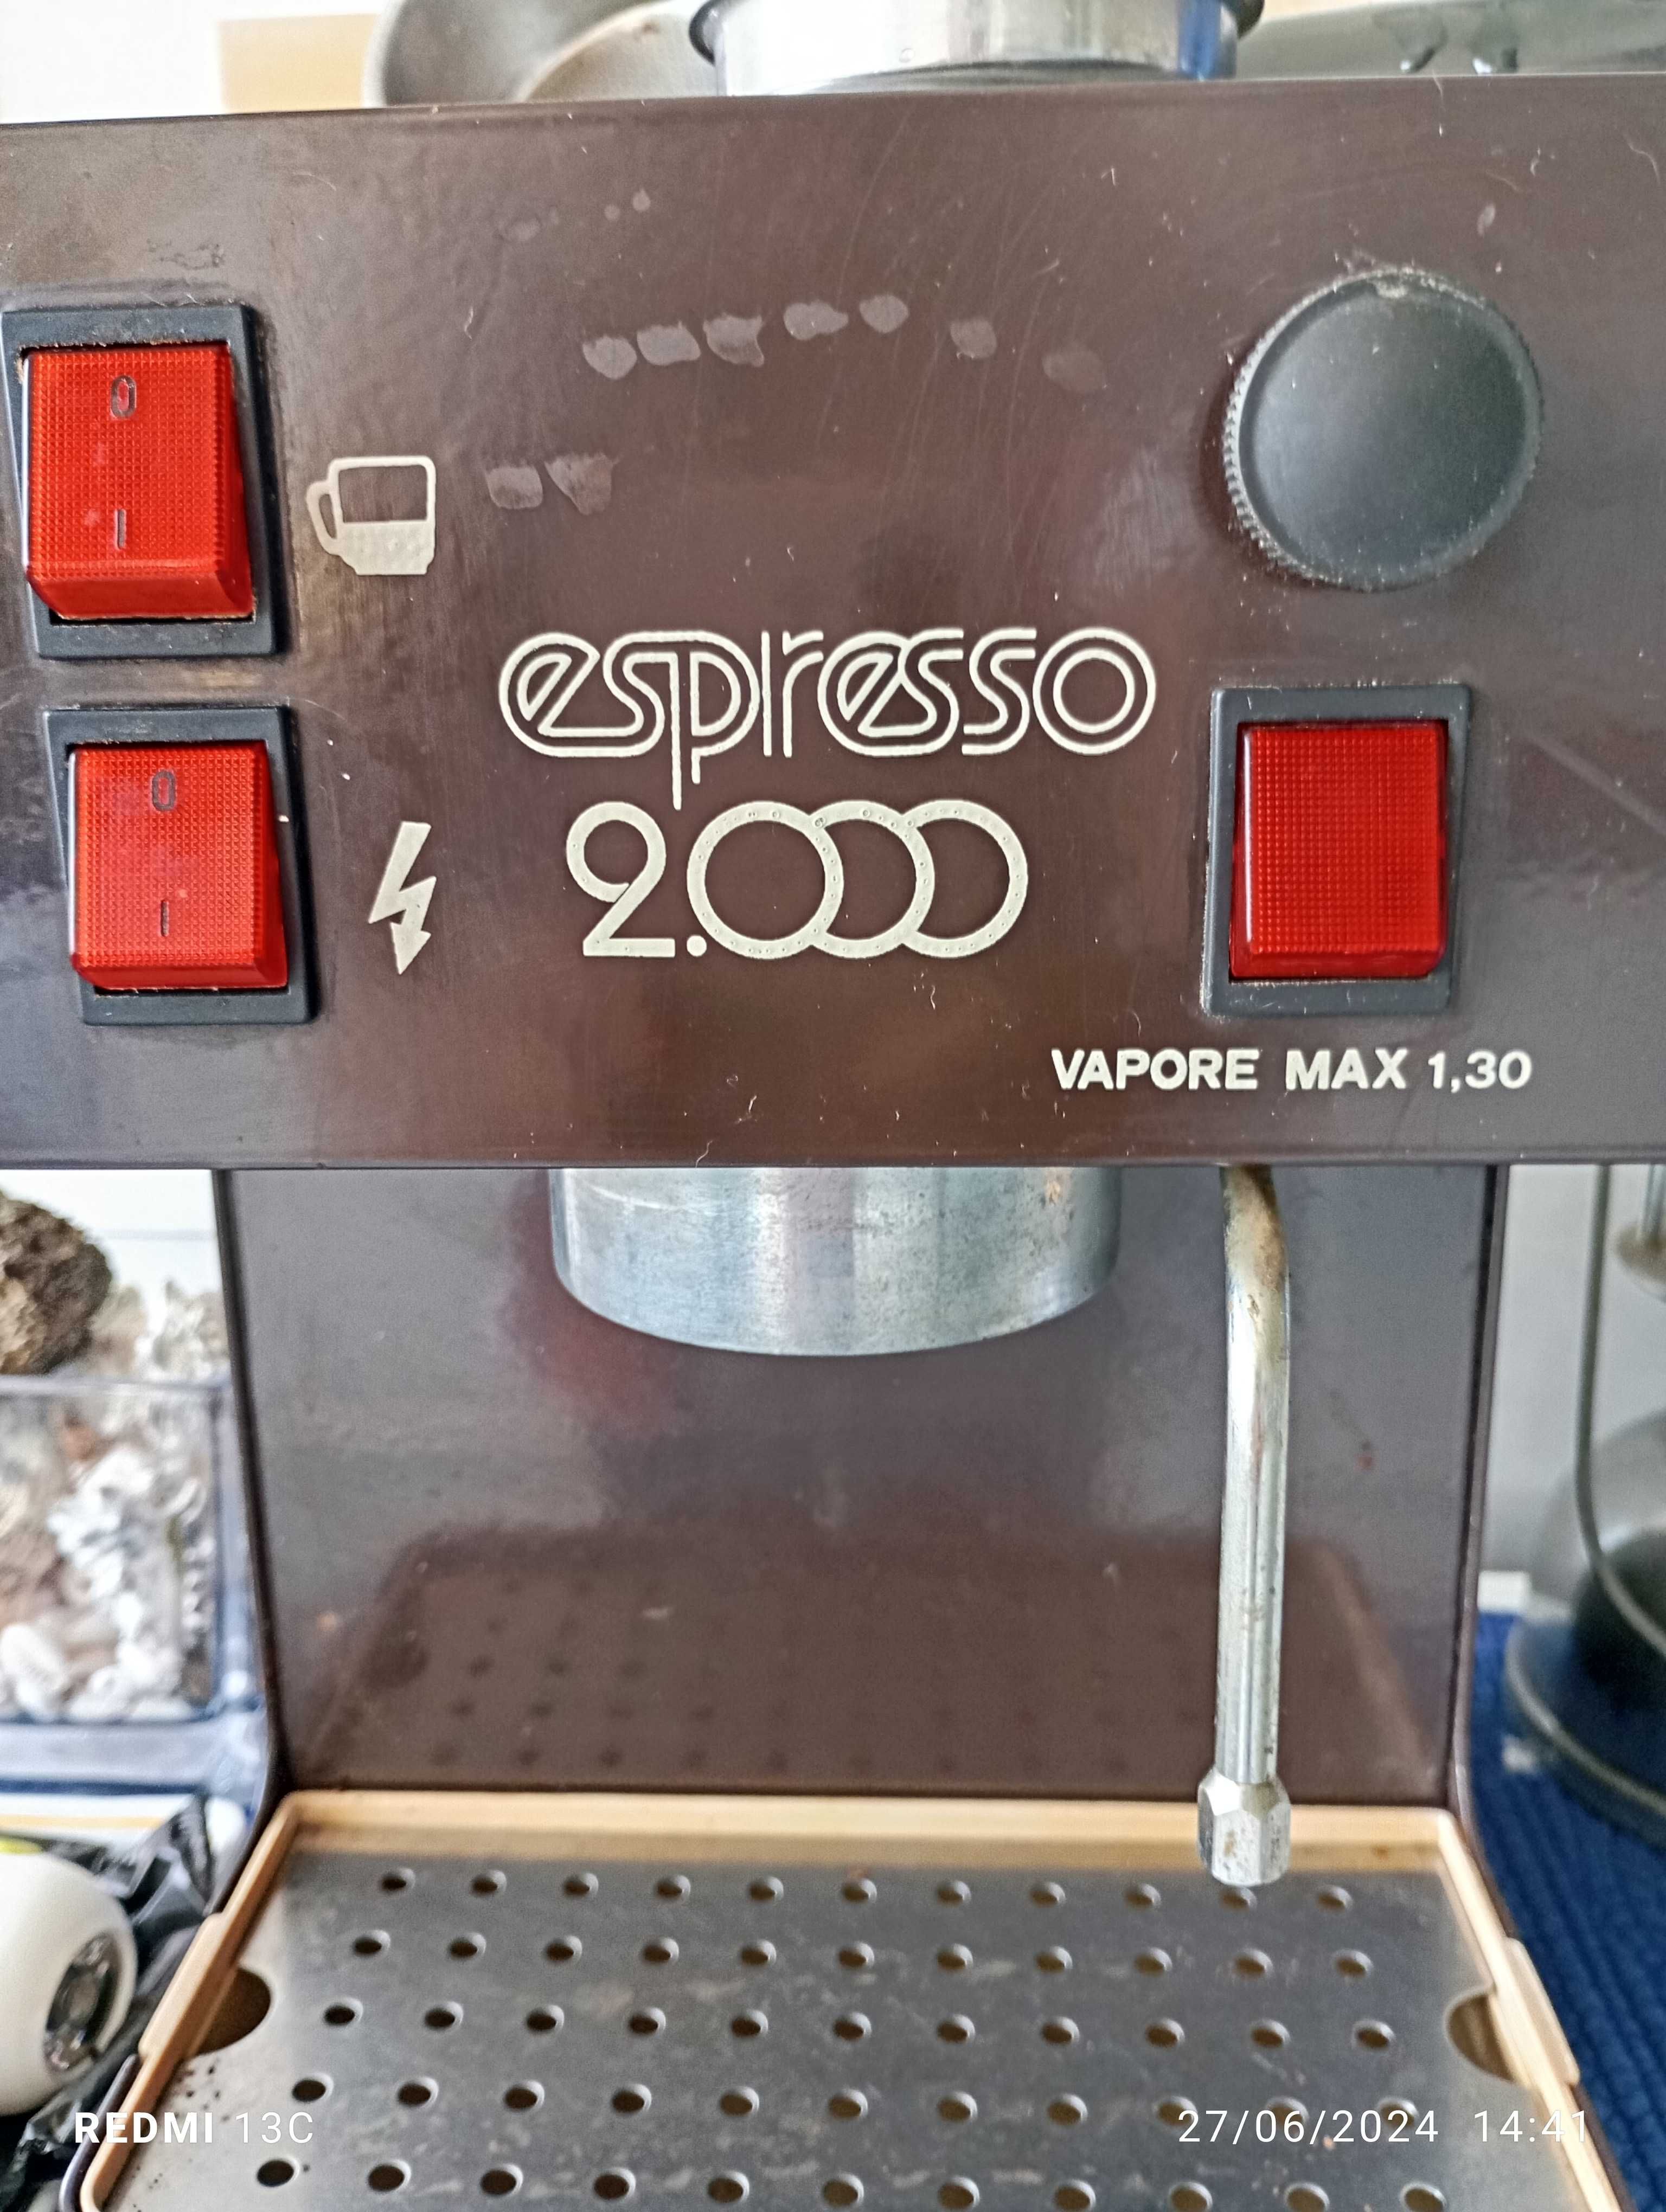 0
I
espresso
0
I
2.000
VAPORE MAX 1,30
REDMI 13C
27/06/2024 14:41